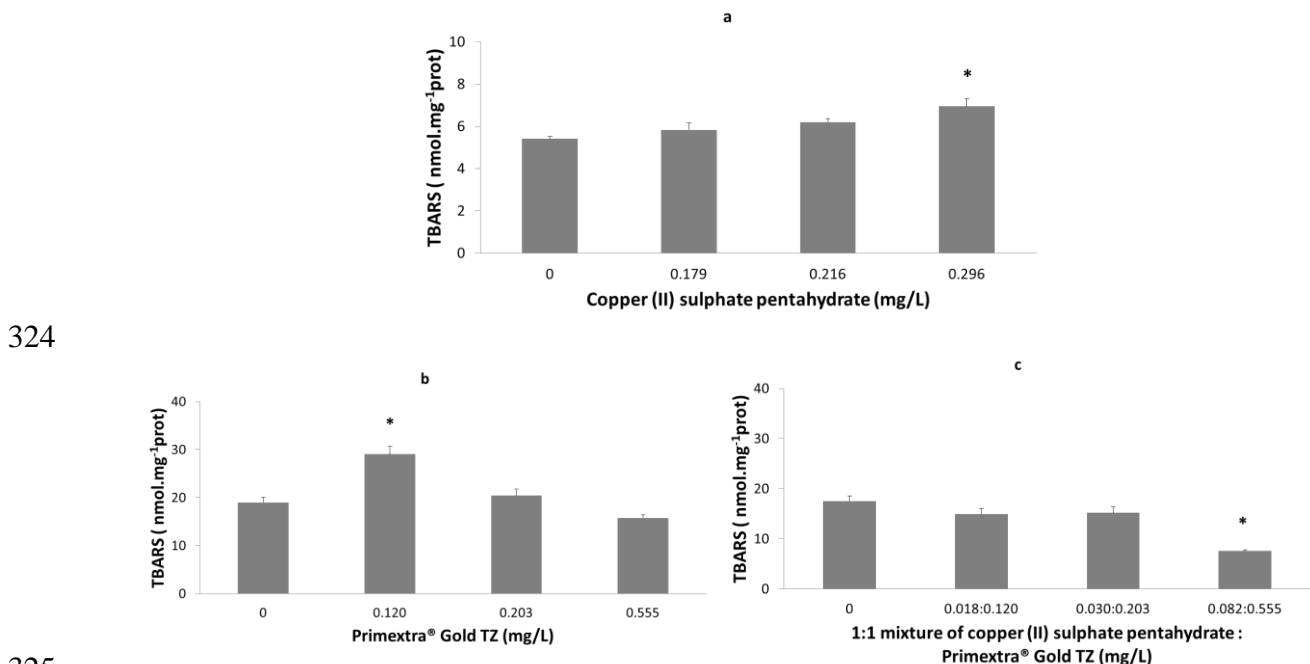 a
10
8
6
4
2
0
TBARS ( nmol.mg-1prot)
*
0 0.179 0.216 0.296
Copper (II) sulphate pentahydrate (mg/L)
324
b
40
30
20
10
0
TBARS ( nmol.mg-1prot)
*
0 0.120 0.203 0.555
Primextra® Gold TZ (mg/L)
c
40
30
20
10
0
TBARS ( nmol.mg-1prot)
*
0 0.018:0.120 0.030:0.203 0.082:0.555
1:1 mixture of copper (II) sulphate pentahydrate :
Primextra® Gold TZ (mg/L)